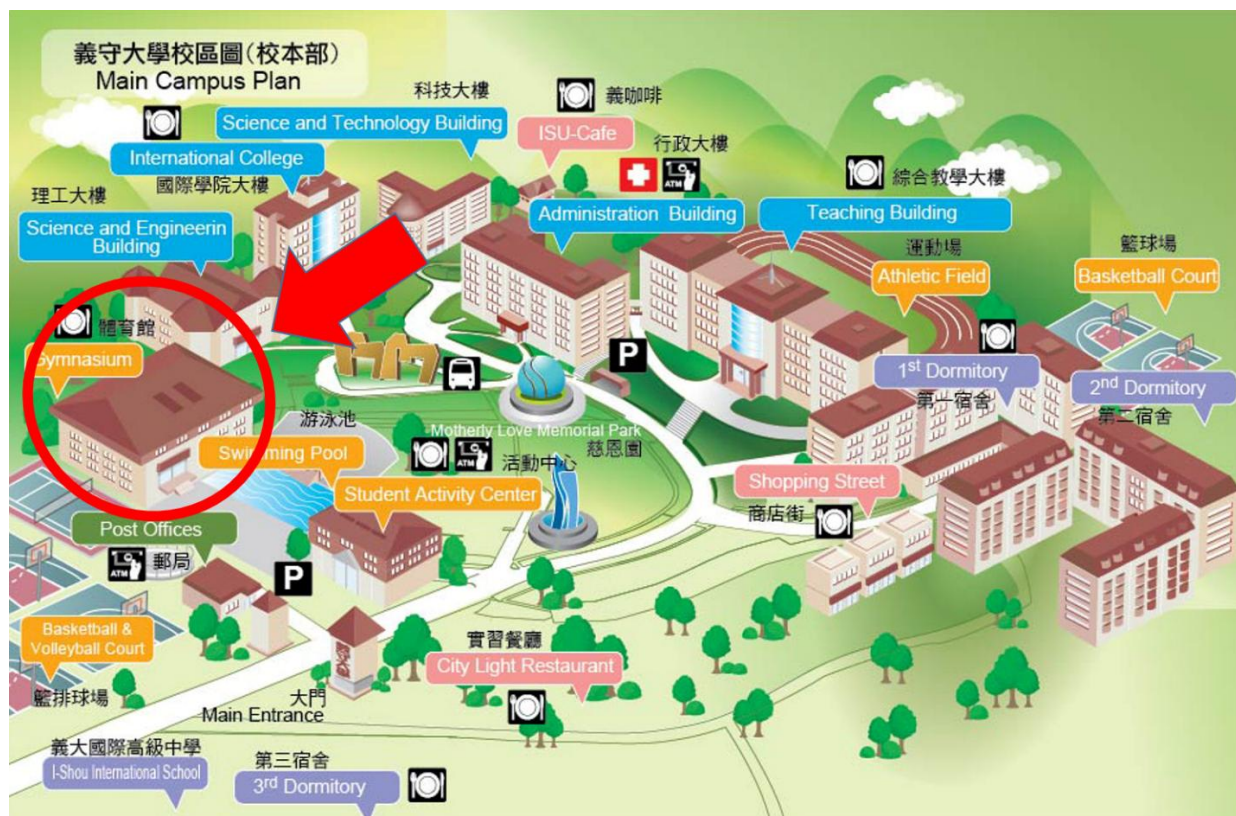 義守大學校區圖(校本部)
Main Campus Plan
科技大樓
Science and Technology Building
義咖啡
ISU-Cafe
International College
國際學院大樓
行政大樓
ATM
Administration Building
綜合教學大樓
Teaching Building
理工大樓
Science and Engineerin
Building
運動場
Athletic Field
籃球場
Basketball Court
體育館
Gymnasium
P
1st Dormitory
第一宿舍
2nd Dormitory
第二宿舍
游泳池
Swimming Pool
Motherly Love Memorial Park
慈恩園
ATM
活動中心
Student Activity Center
Shopping Street
商店街
Post Offices
ATM
郵局
P
Basketball &
Volleyball Court
籃排球場
實習餐廳
City Light Restaurant
大門
Main Entrance
義大國際高級中學
I-Shou International School
第三宿舍
3rd Dormitory